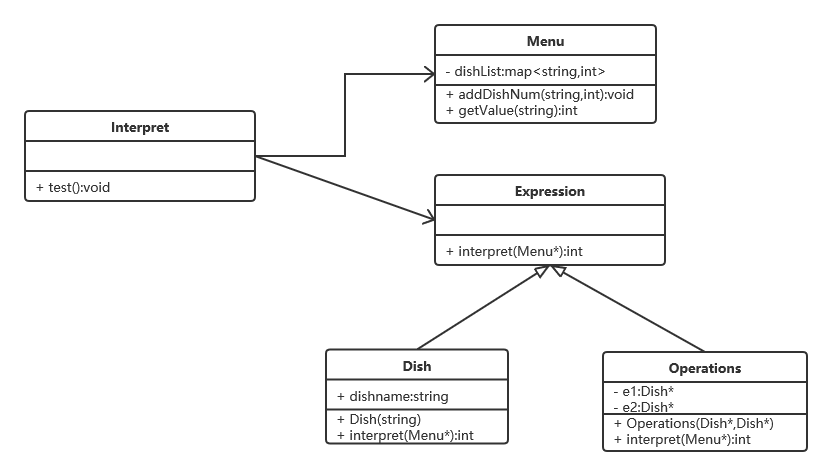 Menu
- dishList:map<string,int>
+ addDishNum(string,int):void
+ getValue(string):int
Interpret
+ test():void
Expression
+ interpret(Menu*):int
Dish
+ dishname:string
+ Dish(string)
+ interpret(Menu*):int
Operations
- e1:Dish*
- e2:Dish*
+ Operations(Dish*,Dish*)
+ interpret(Menu*):int